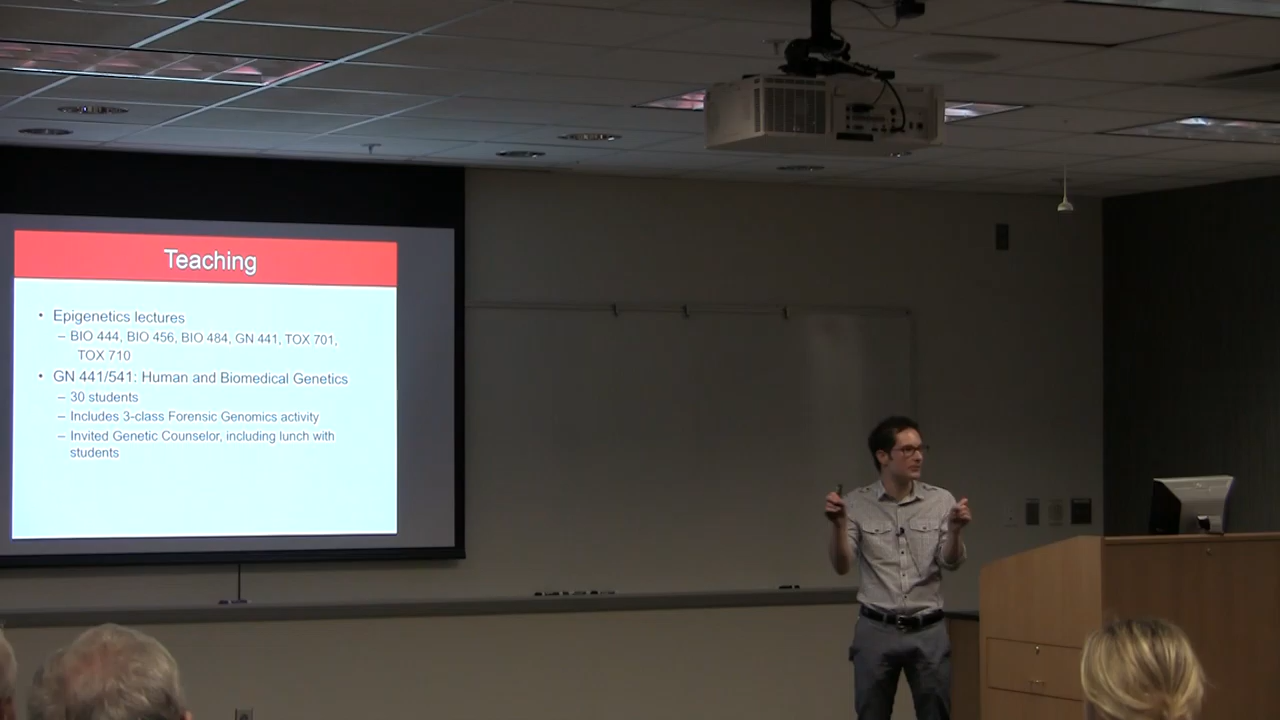 Teaching
• Epigenetics lectures
– BIO 444, BIO 456, BIO 484, GN 441, TOX 701,
TOX 710
• GN 441/541: Human and Biomedical Genetics
– 30 students
– Includes 3-class Forensic Genomics activity
– Invited Genetic Counselor, including lunch with
students